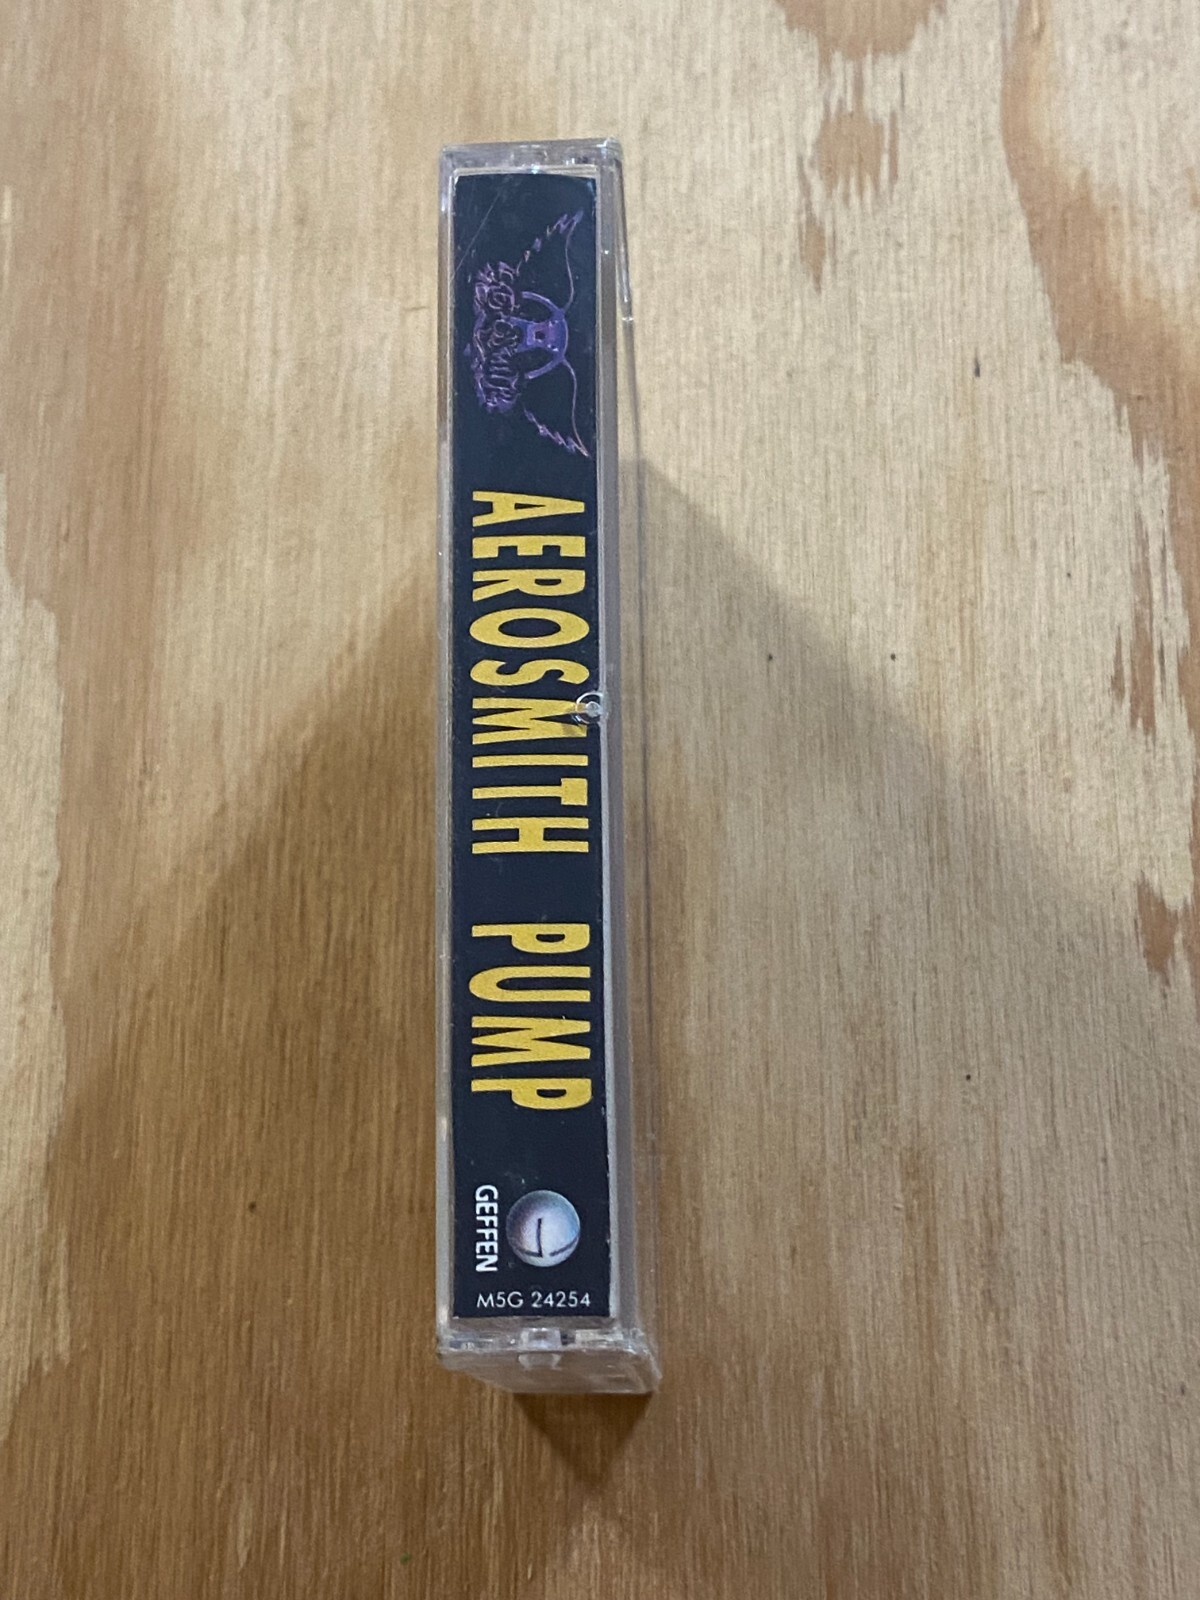 AEROSMITH PUMP
GEFFEN
M5G 24254